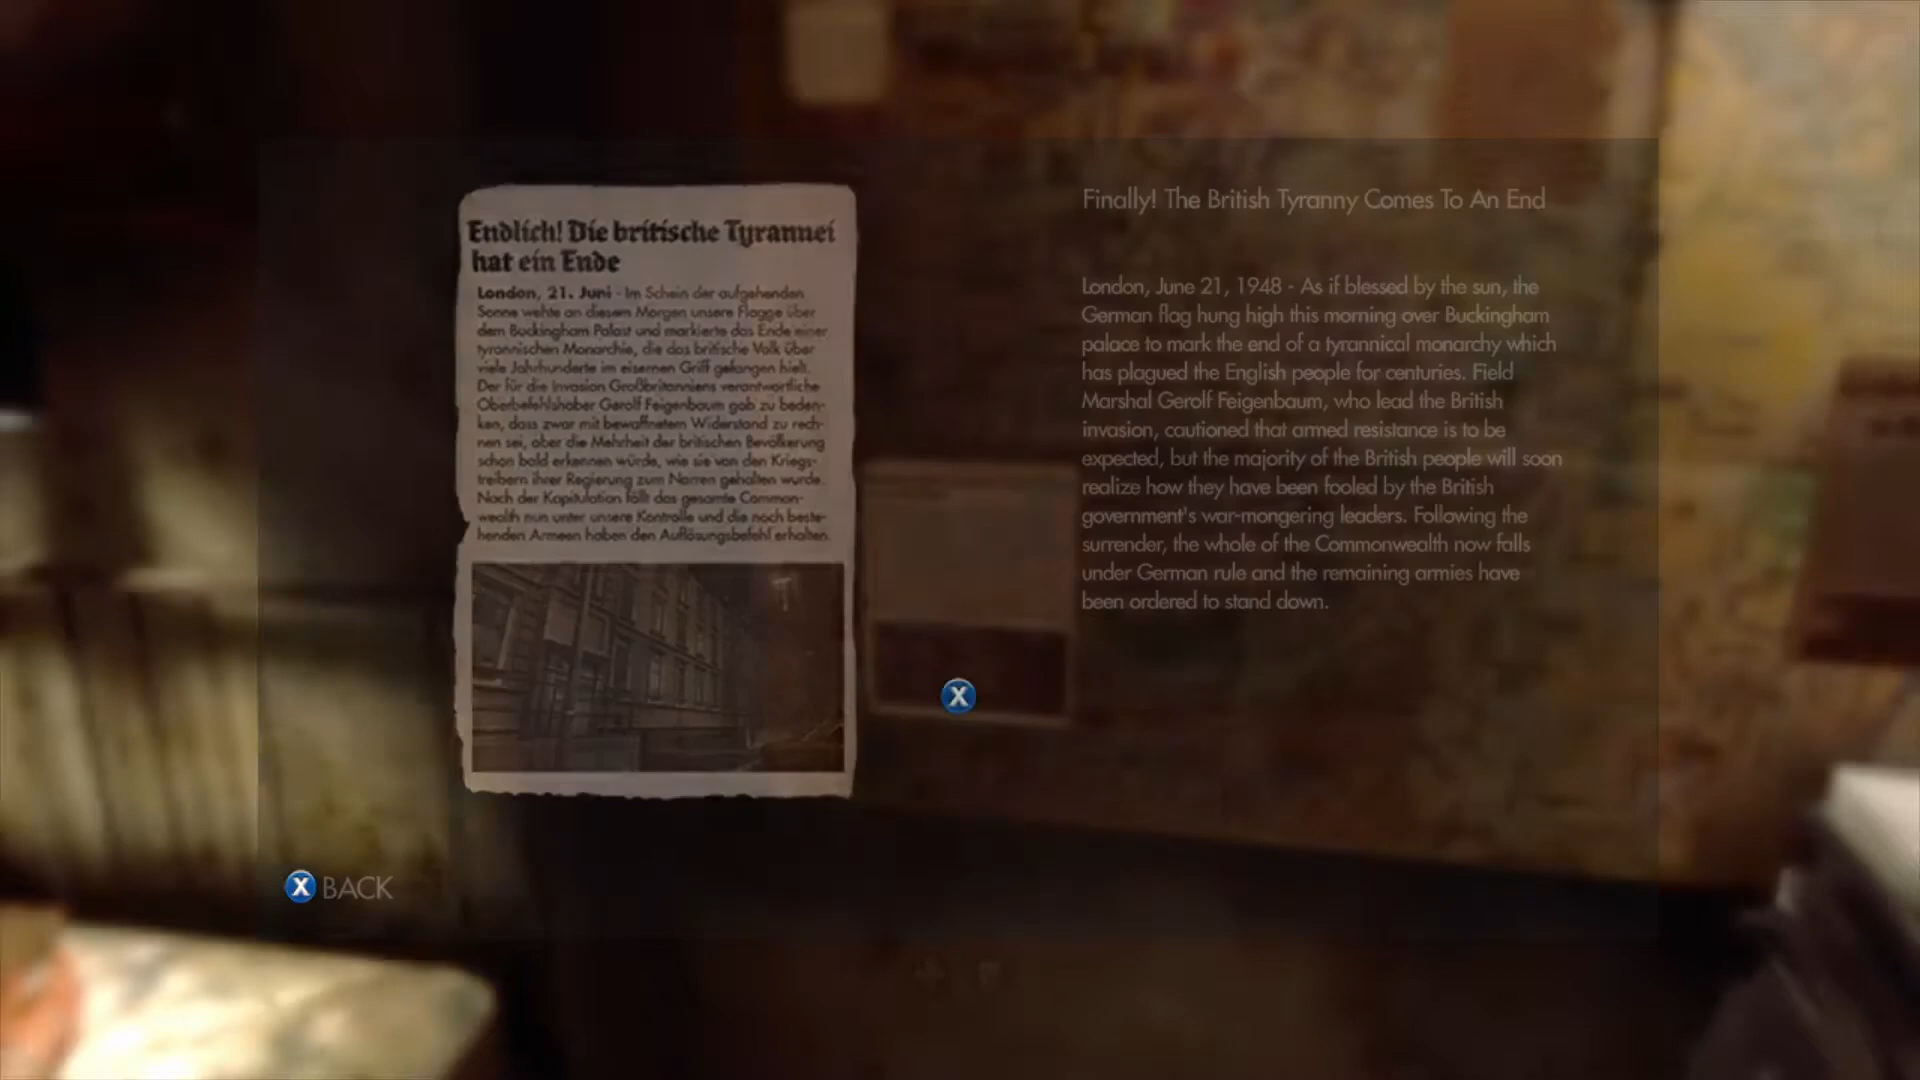 Endlich! Die britische Tyrannei
hat ein Ende
London, 21. Juni - Im Schein der aufgehenden
Sonne wehte an diesem Morgen unsere Flagge über
dem Buckingham Palast und markierte das Ende einer
tyrannischen Monarchie, die das britische Volk über
viele Jahrhunderte im eisernen Griff gefangen hielt.
Der für die Invasion Großbritanniens verantwortliche
Oberbefehlshaber Gerolf Feigenbaum gab zu beden-
ken, dass zwar mit bewaffnetem Widerstand zu rech-
nen sei, aber die Mehrheit der britischen Bevölkerung
schon bald erkennen würde, wie sie von den Kriegs-
treibern ihrer Regierung zum Narren gehalten wurde.
Nach der Kapitulation fällt das gesamte Common-
wealth nun unter unsere Kontrolle und die noch beste-
henden Armeen haben den Auflösungsbefehl erhalten.
Finally! The British Tyranny Comes To An End
London, June 21, 1948 - As if blessed by the sun, the
German flag hung high this morning over Buckingham
palace to mark the end of a tyrannical monarchy which
has plagued the English people for centuries. Field
Marshal Gerolf Feigenbaum, who lead the British
invasion, cautioned that armed resistance is to be
expected, but the majority of the British people will soon
realize how they have been fooled by the British
government's war-mongering leaders. Following the
surrender, the whole of the Commonwealth now falls
under German rule and the remaining armies have
been ordered to stand down.
X
X BACK